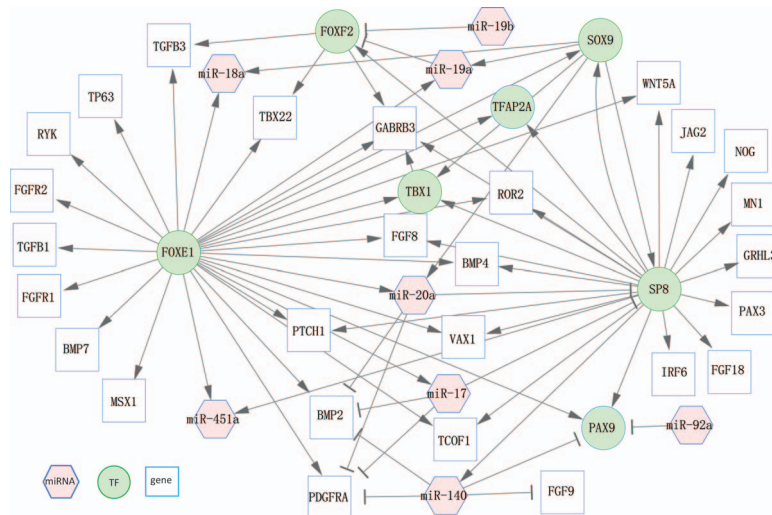 FOXF2
miR-19b
TGFB3
SOX9
miR-18a
miR-19a
WNT5A
TP63
TFAP2A
TBX22
GABRB3
RYK
JAG2
NOG
FGFR2
TBX1
ROR2
MN1
FGF8
TGFB1
FOXE1
BMP4
GRHL
SP8
FGFR1
miR-20a
PAX3
PTCH1
VAX1
BMP7
IRF6
FGF18
MSX1
miR-17
miR-451a
BMP2
TCOF1
PAX9
miR-92a
miRNA
TF
gene
PDGFRA
miR-140
FGF9